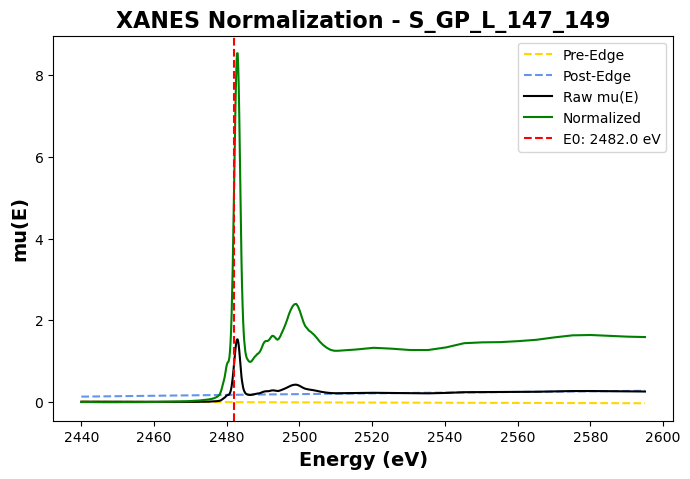 XANES Normalization - S_GP_L_147_149
mu(E)
8
6
4
2
0
Pre-Edge
Post-Edge
Raw mu(E)
Normalized
E0: 2482.0 eV
2440 2460 2480 2500 2520 2540 2560 2580 2600
Energy (eV)